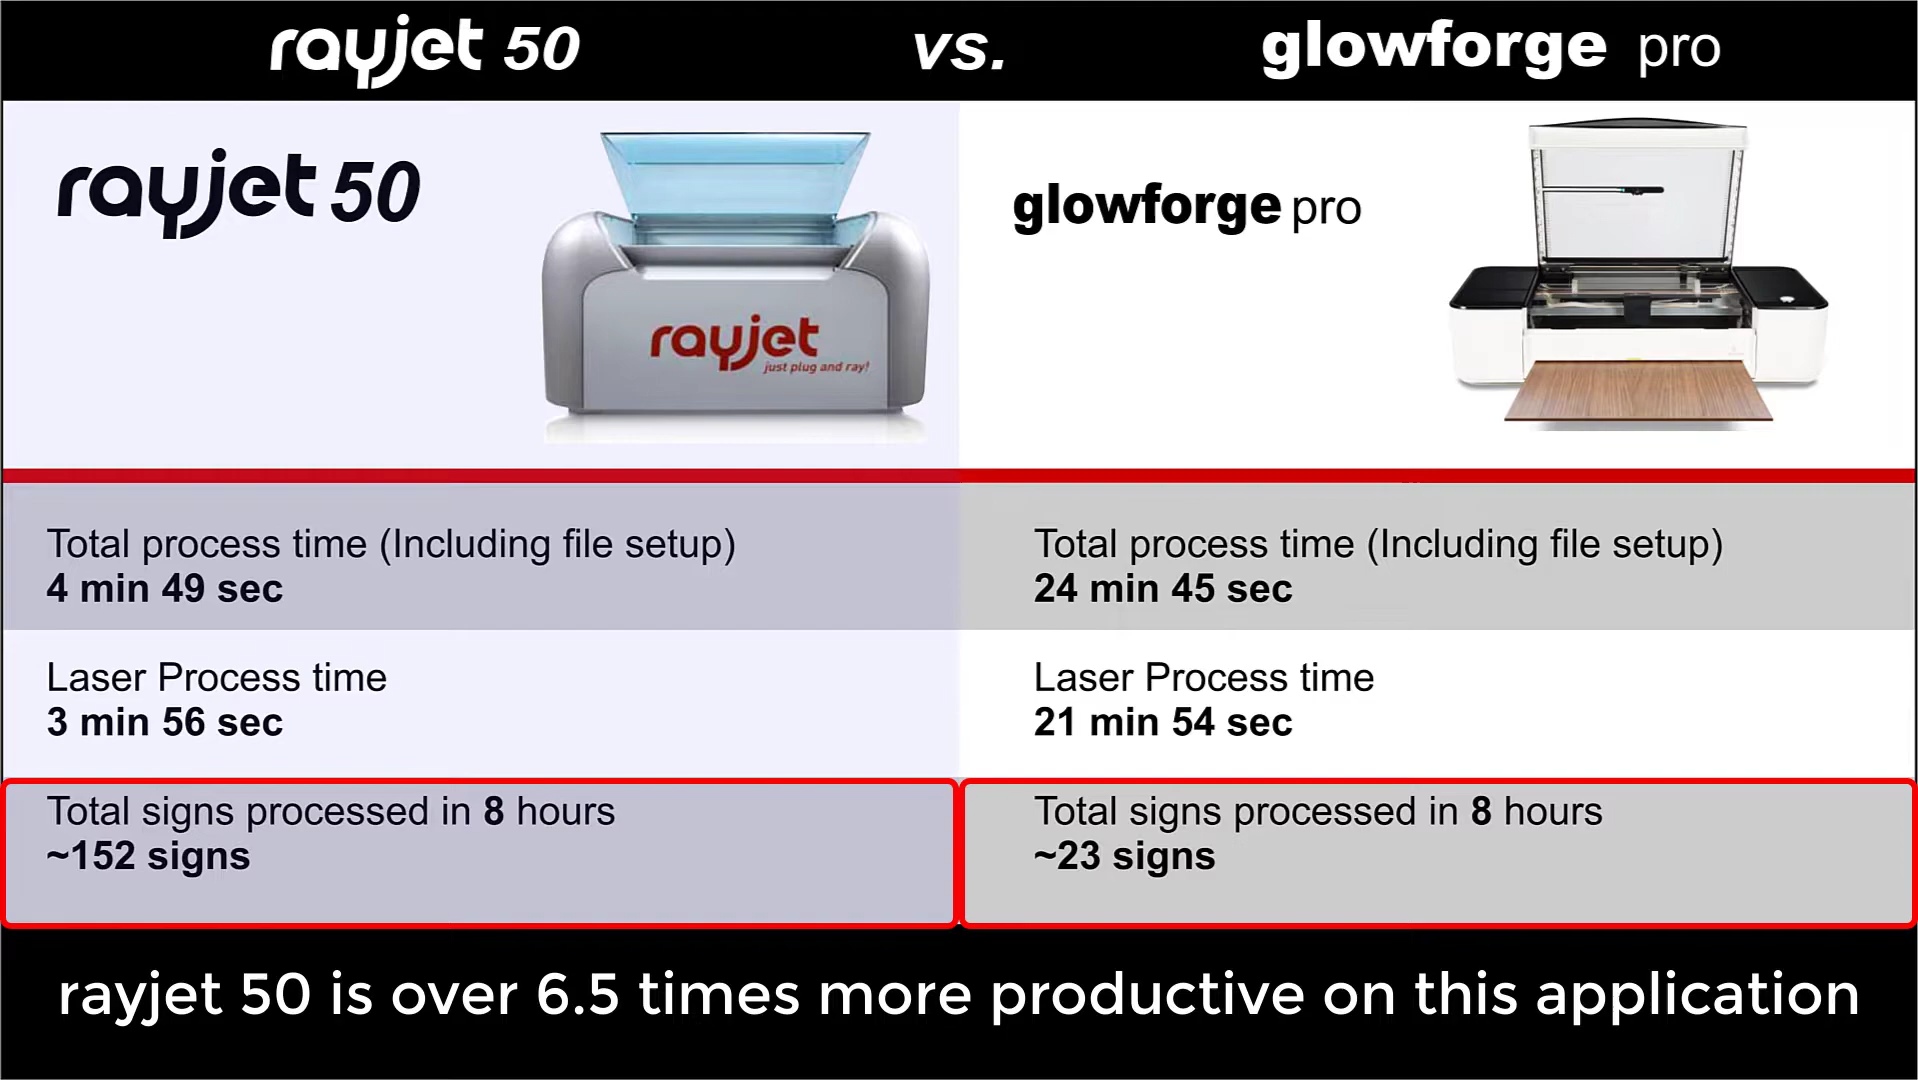 rayjet 50 vs. glowforge pro
rayjet 50
glowforge pro
rayjet
just plug and ray!
Total process time (Including file setup)
4 min 49 sec
Total process time (Including file setup)
24 min 45 sec
Laser Process time
3 min 56 sec
Laser Process time
21 min 54 sec
Total signs processed in 8 hours
~152 signs
Total signs processed in 8 hours
~23 signs
rayjet 50 is over 6.5 times more productive on this application